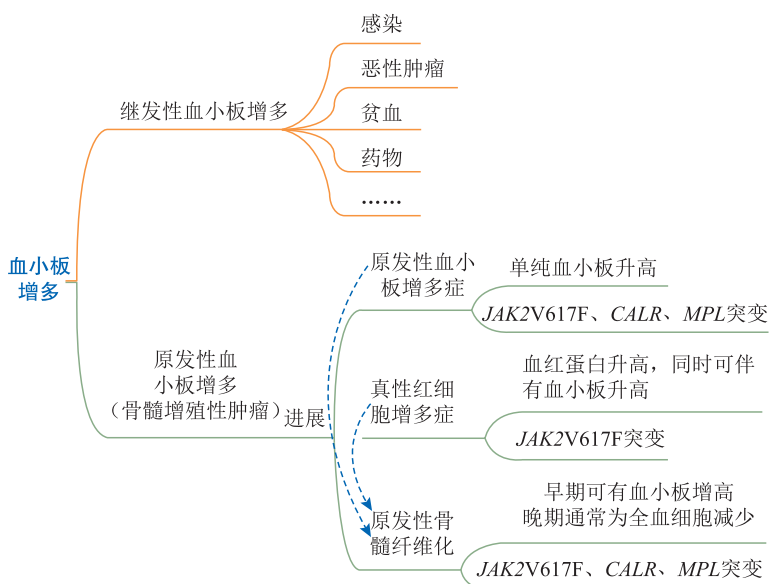 感染
恶性肿瘤
继发性血小板增多
贫血
药物
……
血小板
增多
原发性血小
板增多症
单纯血小板升高
JAK2V617F、CALR、MPL突变
原发性血
小板增多
（骨髓增殖性肿瘤）
进展
真性红细
胞增多症
血红蛋白升高，同时可伴
有血小板升高
JAK2V617F突变
原发性骨
髓纤维化
早期可有血小板增高
晚期通常为全血细胞减少
JAK2V617F、CALR、MPL突变